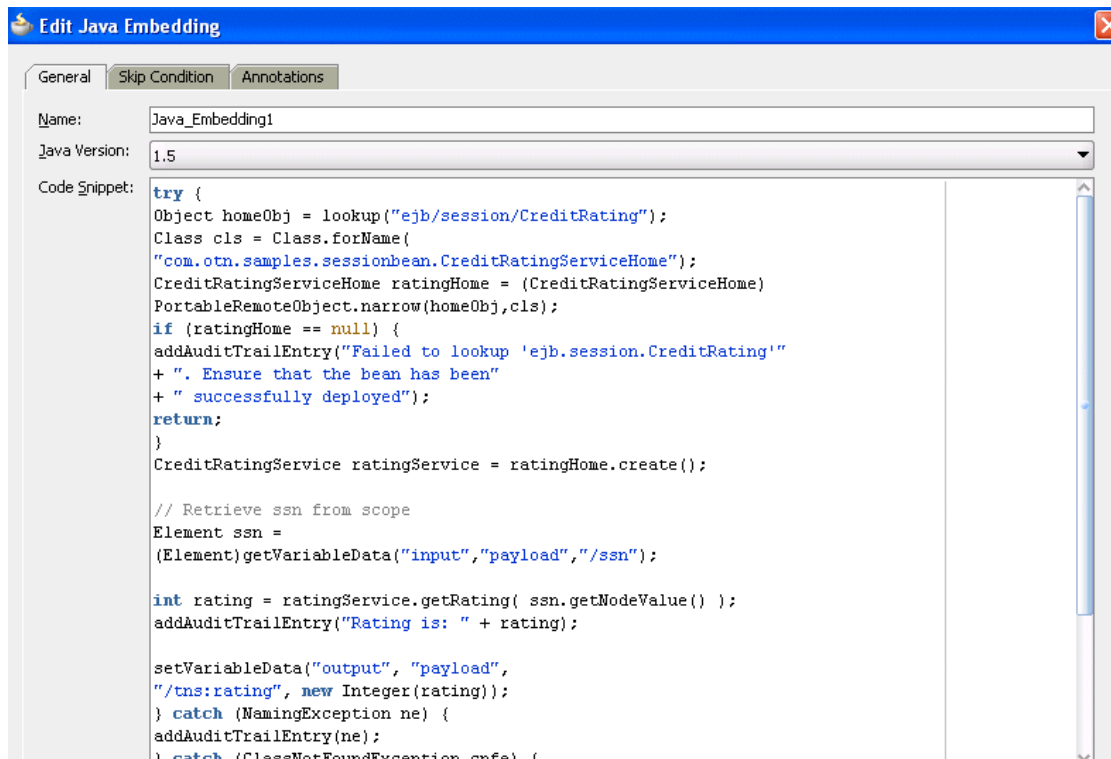 Edit Java Embedding
General Skip Condition Annotations
Name: Java_Embedding1
Java Version: 1.5
Code Snippet:
try {
Object homeObj = lookup("ejb/session/CreditRating");
Class cls = Class.forName(
"com.otn.samples.sessionbean.CreditRatingServiceHome");
CreditRatingServiceHome ratingHome = (CreditRatingServiceHome)
PortableRemoteObject.narrow(homeObj,cls);
if (ratingHome == null) {
addAuditTrailEntry("Failed to lookup 'ejb.session.CreditRating'"
+ ". Ensure that the bean has been"
+ " successfully deployed");
return;
}
CreditRatingService ratingService = ratingHome.create();
// Retrieve ssn from scope
Element ssn =
(Element)getVariableData("input","payload","/ssn");
int rating = ratingService.getRating( ssn.getNodeValue() );
addAuditTrailEntry("Rating is: " + rating);
setVariableData("output", "payload",
"/tns:rating", new Integer(rating));
} catch (NamingException ne) {
addAuditTrailEntry(ne);
} catch (ClassNotFoundException cnfe) {